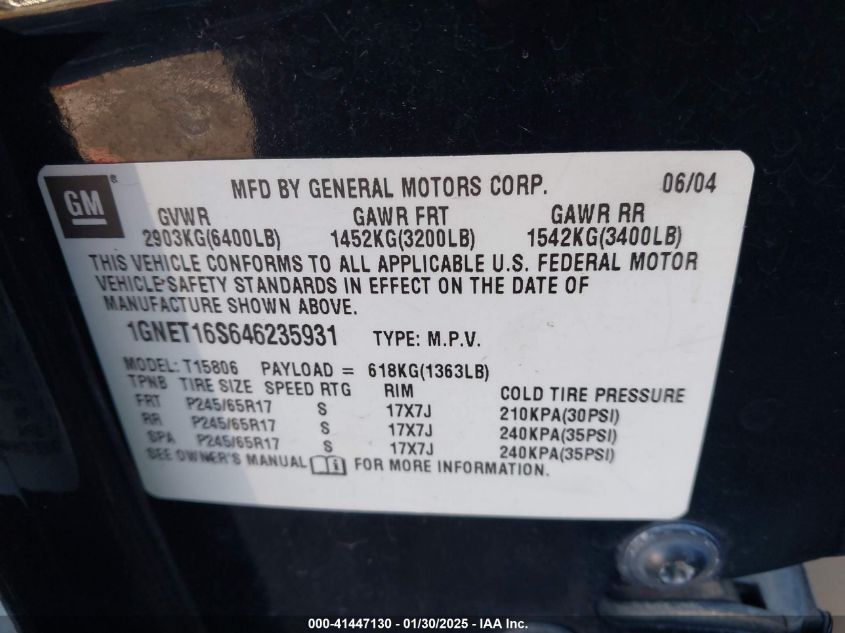 GM ®
MFD BY GENERAL MOTORS CORP. 06/04
GVWR GAWR FRT GAWR RR
2903KG(6400LB) 1452KG(3200LB) 1542KG(3400LB)
THIS VEHICLE CONFORMS TO ALL APPLICABLE U.S. FEDERAL MOTOR
VEHICLE SAFETY STANDARDS IN EFFECT ON THE DATE OF
MANUFACTURE SHOWN ABOVE.
1GNET16S646235931 TYPE: M.P.V.
MODEL: T15806 PAYLOAD = 618KG(1363LB)
TPNB TIRE SIZE SPEED RTG RIM COLD TIRE PRESSURE
FRT P245/65R17 S 17X7J 210KPA(30PSI)
RR P245/65R17 S 17X7J 240KPA(35PSI)
SPA P245/65R17 S 17X7J 240KPA(35PSI)
SEE OWNER'S MANUAL FOR MORE INFORMATION.
000-41447130 - 01/30/2025 - IAA Inc.